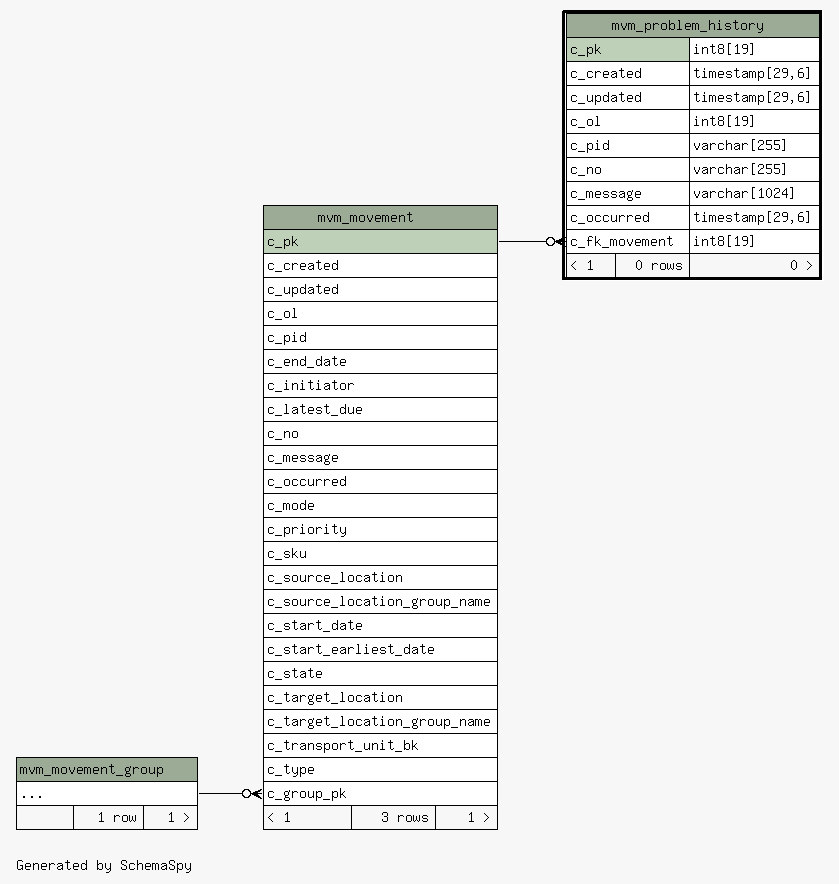 mvm_problem_history
c_pk int8[19]
c_created timestamp[29,6]
c_updated timestamp[29,6]
c_ol int8[19]
c_pid varchar[255]
c_no varchar[255]
c_message varchar[1024]
c_occurred timestamp[29,6]
c_fk_movement int8[19]
< 1 0 rows 0 >
mvm_movement
c_pk
c_created
c_updated
c_ol
c_pid
c_end_date
c_initiator
c_latest_due
c_no
c_message
c_occurred
c_mode
c_priority
c_sku
c_source_location
c_source_location_group_name
c_start_date
c_start_earliest_date
c_state
c_target_location
c_target_location_group_name
c_transport_unit_bk
c_type
c_group_pk
< 1 3 rows 1 >
mvm_movement_group
...
1 row 1 >
Generated by SchemaSpy